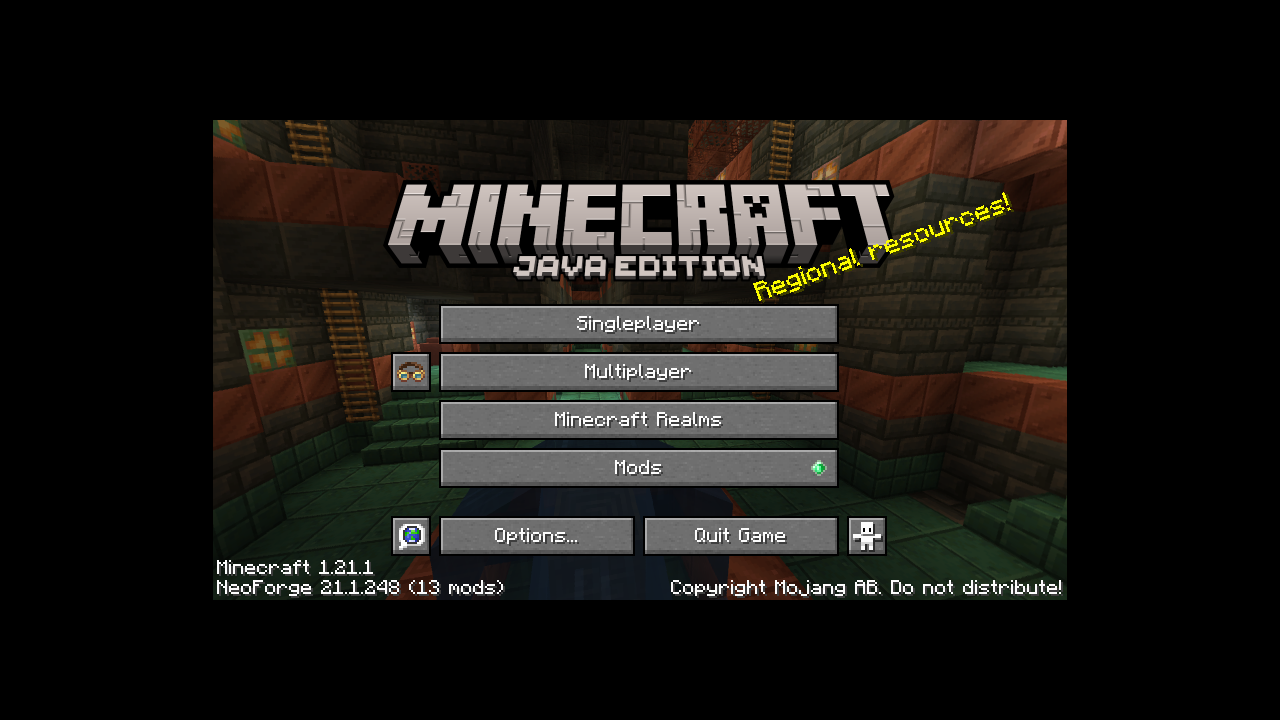 MINECRAFT
JAVA EDITION
Regional resources!
Singleplayer
Multiplayer
Minecraft Realms
Mods
Options...
Quit Game
Minecraft 1.21.1
NeoForge 21.1.248 (13 mods)
Copyright Mojang AB. Do not distribute!